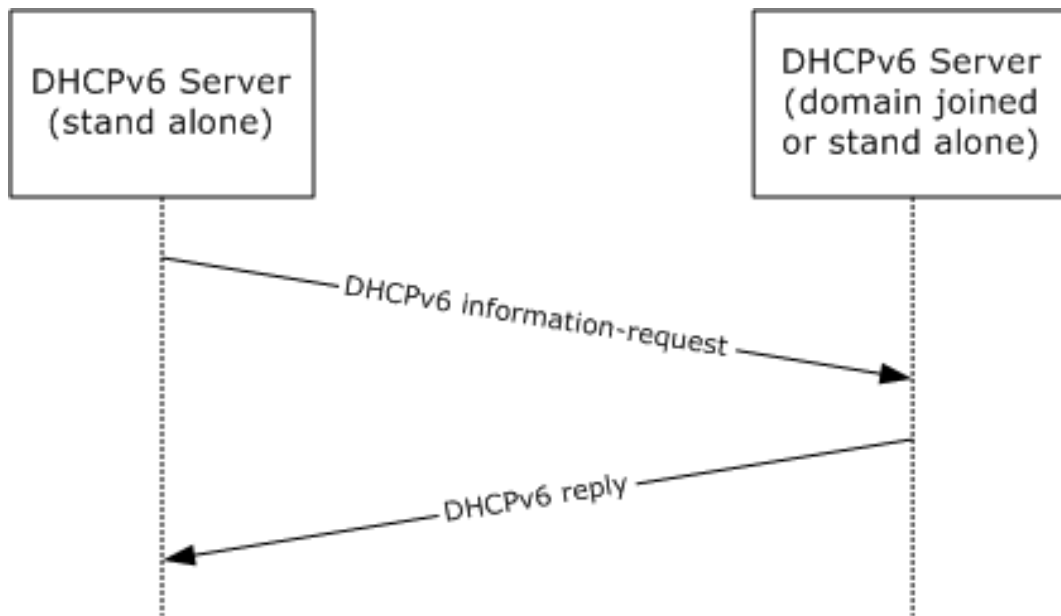 DHCPv6 Server
(stand alone)
DHCPv6 Server
(domain joined
or stand alone)
DHCPv6 information-request
DHCPv6 reply